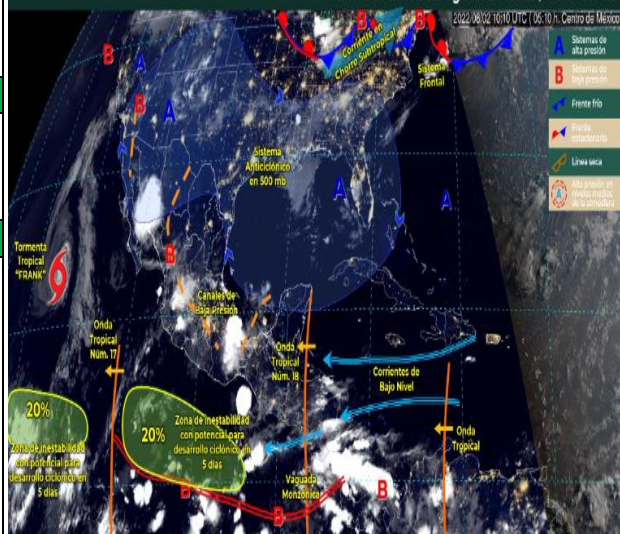 2022/08/02 10:10 UTC ( 05:10 h. Centro de México
A Sistemas de
alta presión
B Sistemas de
baja presión
Frente frío
Frente
estacionario
Línea seca
Alta presión en
niveles medios
de la atmósfera
B
B
B
Corriente en
Chorro Subtropical
Sistema
Frontal
A
B
A
Sistema
Anticiclónico
en 500 mb
A
A
B
Tormenta
Tropical
"FRANK"
Canales de
Baja Presión
Onda
Tropical
Núm. 17
Onda
Tropical
Núm. 18
Corrientes de
Bajo Nivel
20%
Zona de inestabilidad
con potencial para
desarrollo ciclónico en
5 días
20%
Zona de inestabilidad
con potencial para
desarrollo ciclónico en
5 días
Onda
Tropical
Vaguada
Monzónica
B
B
B